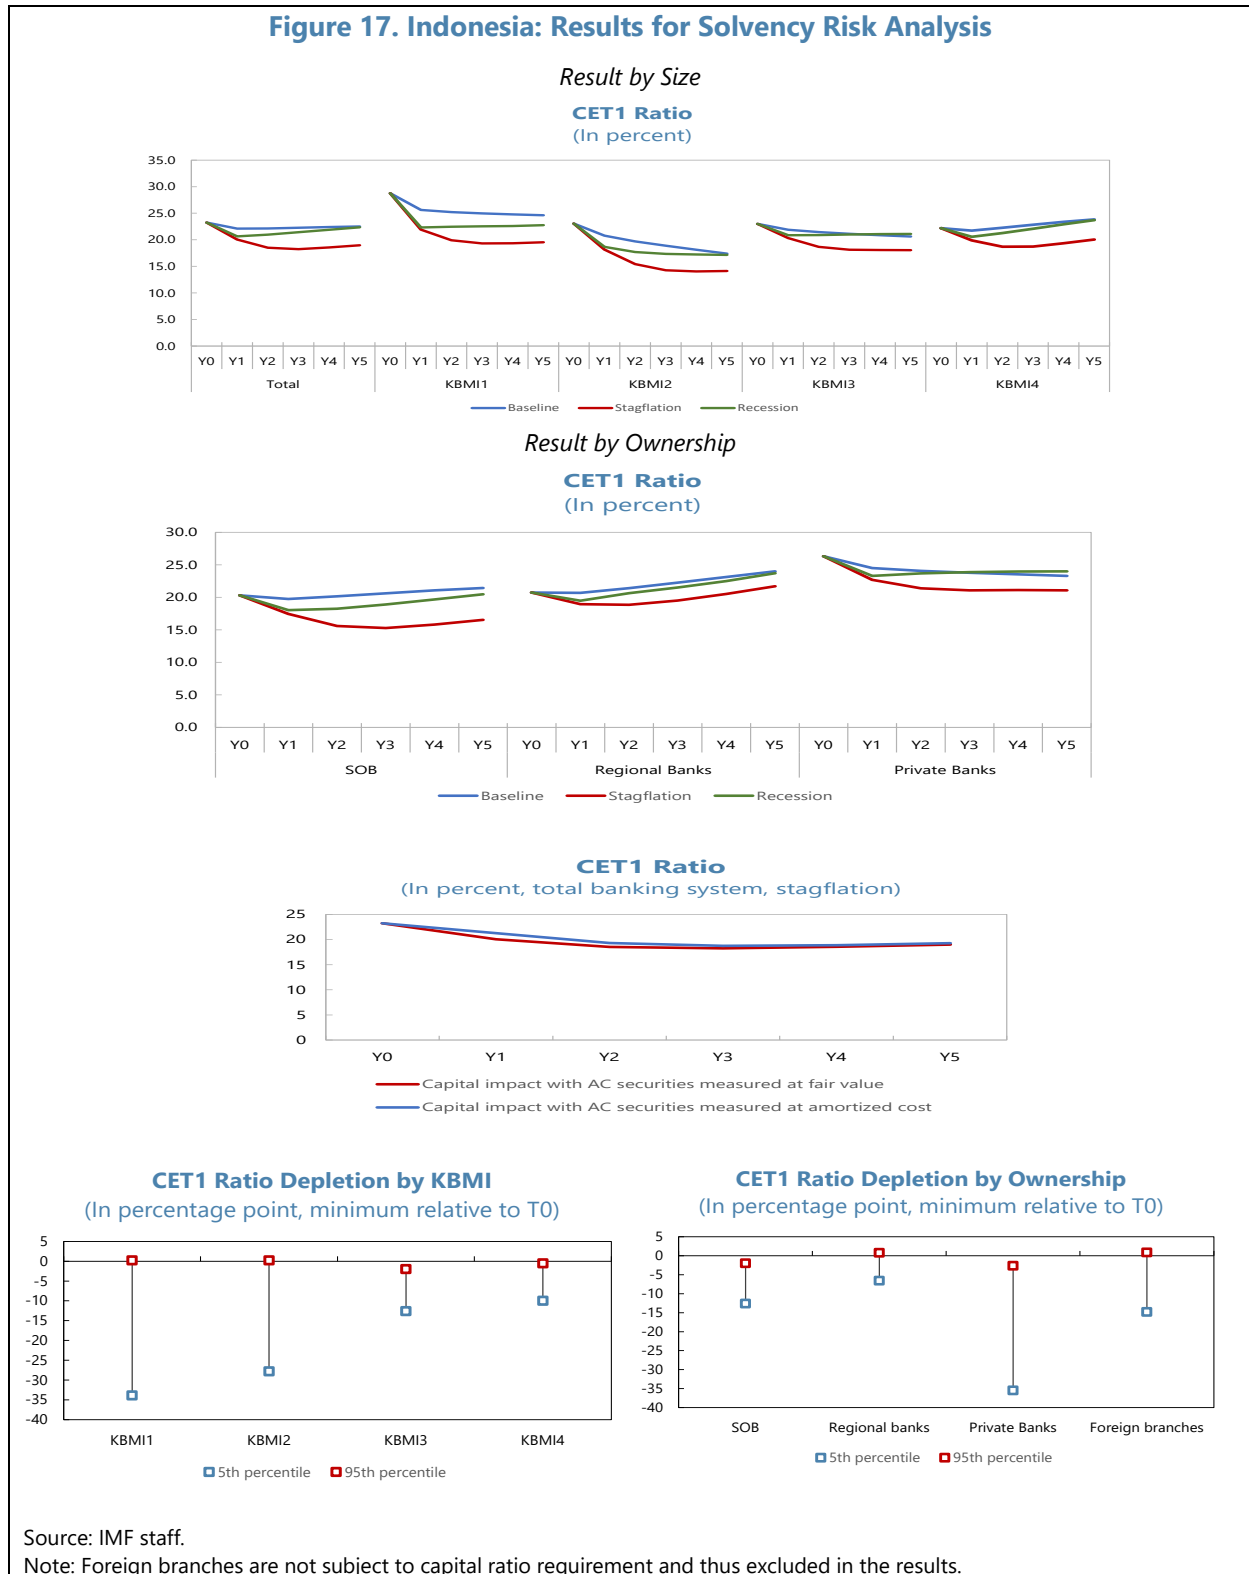 Figure 17. Indonesia: Results for Solvency Risk Analysis
Result by Size
CET1 Ratio
(In percent)
35.0
30.0
25.0
20.0
15.0
10.0
5.0
0.0
Y0 Y1 Y2 Y3 Y4 Y5 Y0 Y1 Y2 Y3 Y4 Y5 Y0 Y1 Y2 Y3 Y4 Y5 Y0 Y1 Y2 Y3 Y4 Y5 Y0 Y1 Y2 Y3 Y4 Y5
Total KBMI1 KBMI2 KBMI3 KBMI4
Baseline Stagflation Recession
Result by Ownership
CET1 Ratio
(In percent)
30.0
25.0
20.0
15.0
10.0
5.0
0.0
Y0 Y1 Y2 Y3 Y4 Y5 Y0 Y1 Y2 Y3 Y4 Y5 Y0 Y1 Y2 Y3 Y4 Y5
SOB Regional Banks Private Banks
Baseline Stagflation Recession
CET1 Ratio
(In percent, total banking system, stagflation)
25
20
15
10
5
0
Y0 Y1 Y2 Y3 Y4 Y5
Capital impact with AC securities measured at fair value
Capital impact with AC securities measured at amortized cost
CET1 Ratio Depletion by KBMI
(In percentage point, minimum relative to T0)
5
0
-5
-10
-15
-20
-25
-30
-35
-40
KBMI1 KBMI2 KBMI3 KBMI4
5th percentile 95th percentile
CET1 Ratio Depletion by Ownership
(In percentage point, minimum relative to T0)
5
0
-5
-10
-15
-20
-25
-30
-35
-40
SOB Regional banks Private Banks Foreign branches
5th percentile 95th percentile
Source: IMF staff.
Note: Foreign branches are not subject to capital ratio requirement and thus excluded in the results.